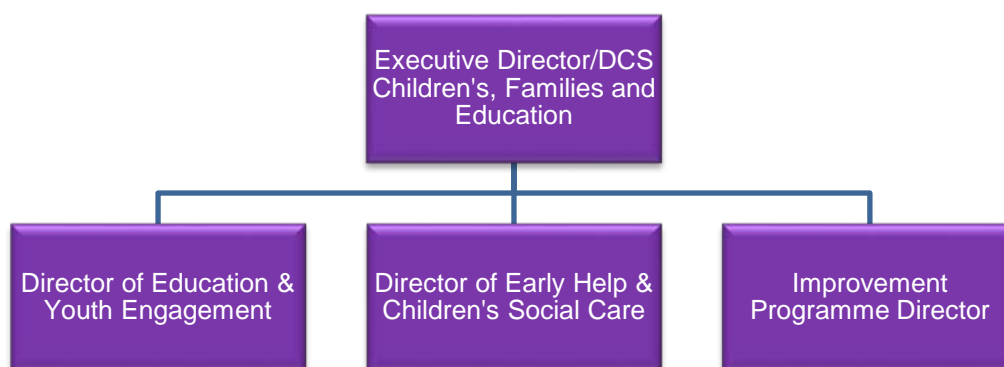 Executive Director/DCS
Children's, Families and
Education
Director of Education &
Youth Engagement
Director of Early Help &
Children's Social Care
Improvement
Programme Director